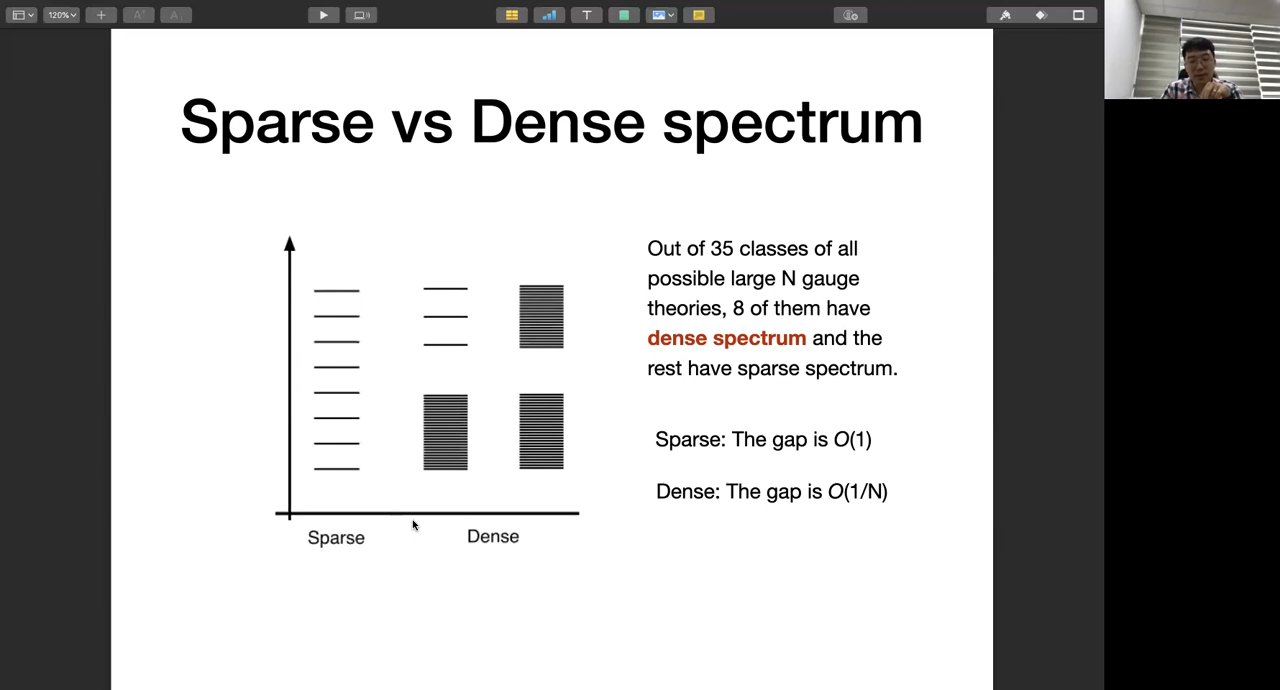 120%
Sparse vs Dense spectrum
Out of 35 classes of all
possible large N gauge
theories, 8 of them have
dense spectrum and the
rest have sparse spectrum.
Sparse: The gap is O(1)
Dense: The gap is O(1/N)
Sparse
Dense